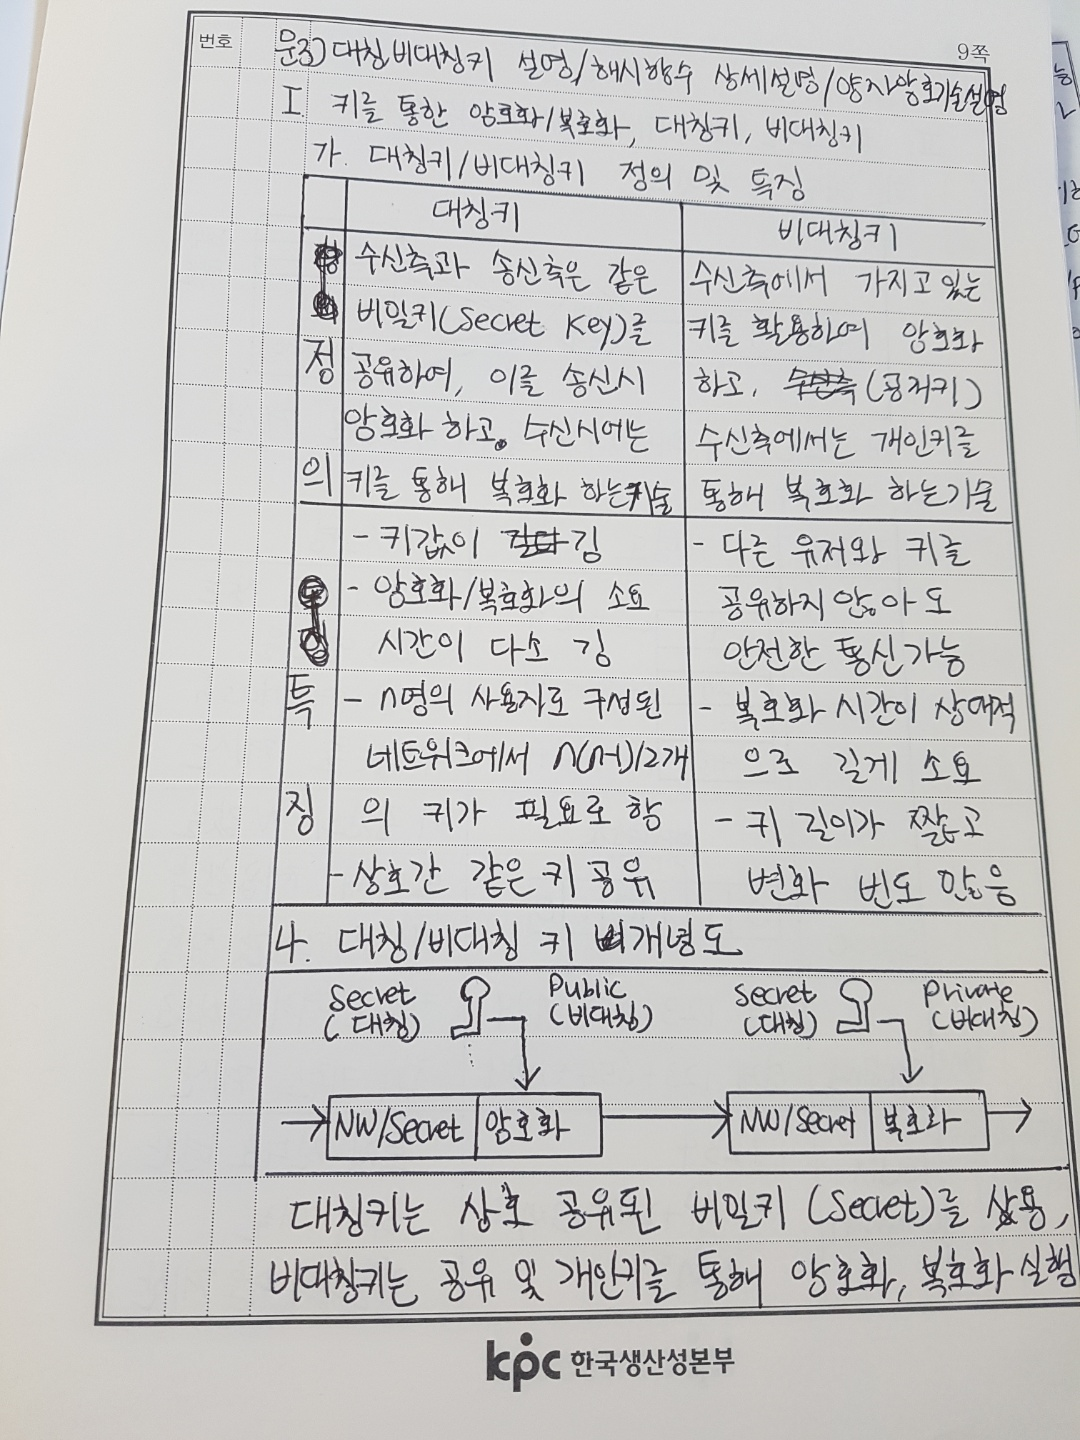 번호
9쪽
문3) 대칭, 비대칭키 설명/해시함수 상세설명/양자암호기술설명
I. 키를 통한 암호화/복호화, 대칭키, 비대칭키
가. 대칭키/비대칭키 정의 및 특징
대칭키
비대칭키
정의
수신측과 송신측은 같은
비밀키(Secret Key)를
공유하여, 이를 송신시
암호화 하고, 수신시에는
키를 통해 복호화 하는기술
수신측에서 가지고 있는
키를 활용하여 암호화
하고, (공개키)
수신측에서는 개인키를
통해 복호화 하는기술
특징
- 키값이 김
- 암호화/복호화의 소요
시간이 다소 김
- n명의 사용자로 구성된
네트워크에서 n(n-1)/2개
의 키가 필요로 함
- 상호간 같은 키 공유
- 다른 유저와 키를
공유하지 않아도
안전한 통신가능
- 복호화 시간이 상대적
으로 길게 소요
- 키 길이가 짧고
변화 빈도 않음
나. 대칭/비대칭 키 개념도
Secret
(대칭)
Public
(비대칭)
Secret
(대칭)
Private
(비대칭)
NW/Secret
암호화
NW/Secret
복호화
대칭키는 상호 공유된 비밀키 (Secret)를 사용,
비대칭키는 공유 및 개인키를 통해 암호화, 복호화 실행
kpc 한국생산성본부